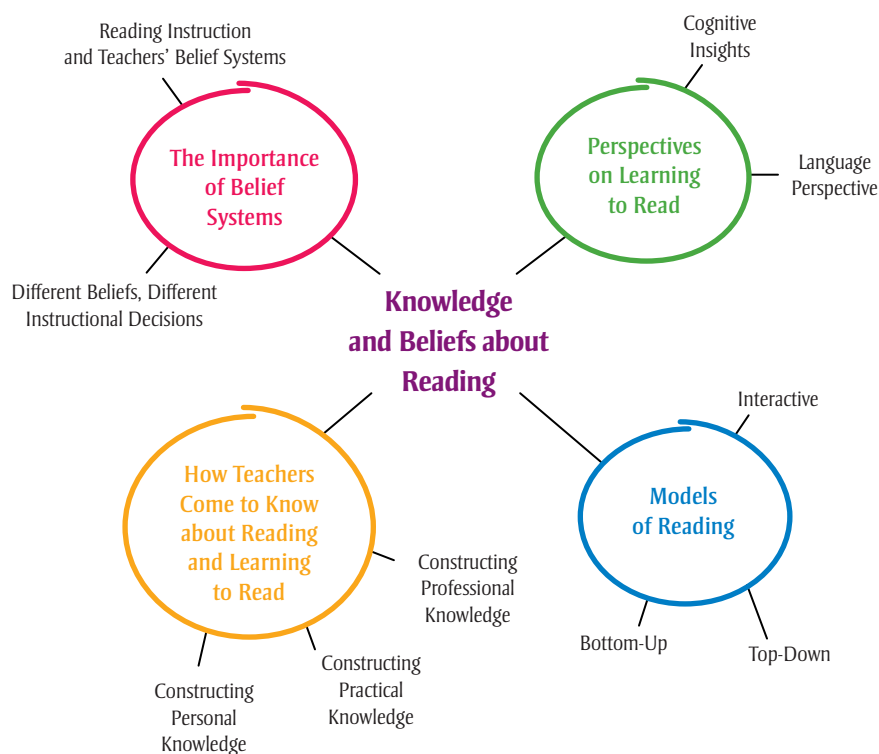 Reading Instruction
and Teachers' Belief Systems
The Importance
of Belief
Systems
Different Beliefs, Different
Instructional Decisions
Cognitive
Insights
Perspectives
on Learning
to Read
Language
Perspective
Knowledge
and Beliefs about
Reading
How Teachers
Come to Know
about Reading
and Learning
to Read
Constructing
Professional
Knowledge
Constructing
Practical
Knowledge
Constructing
Personal
Knowledge
Interactive
Models
of Reading
Bottom-Up
Top-Down